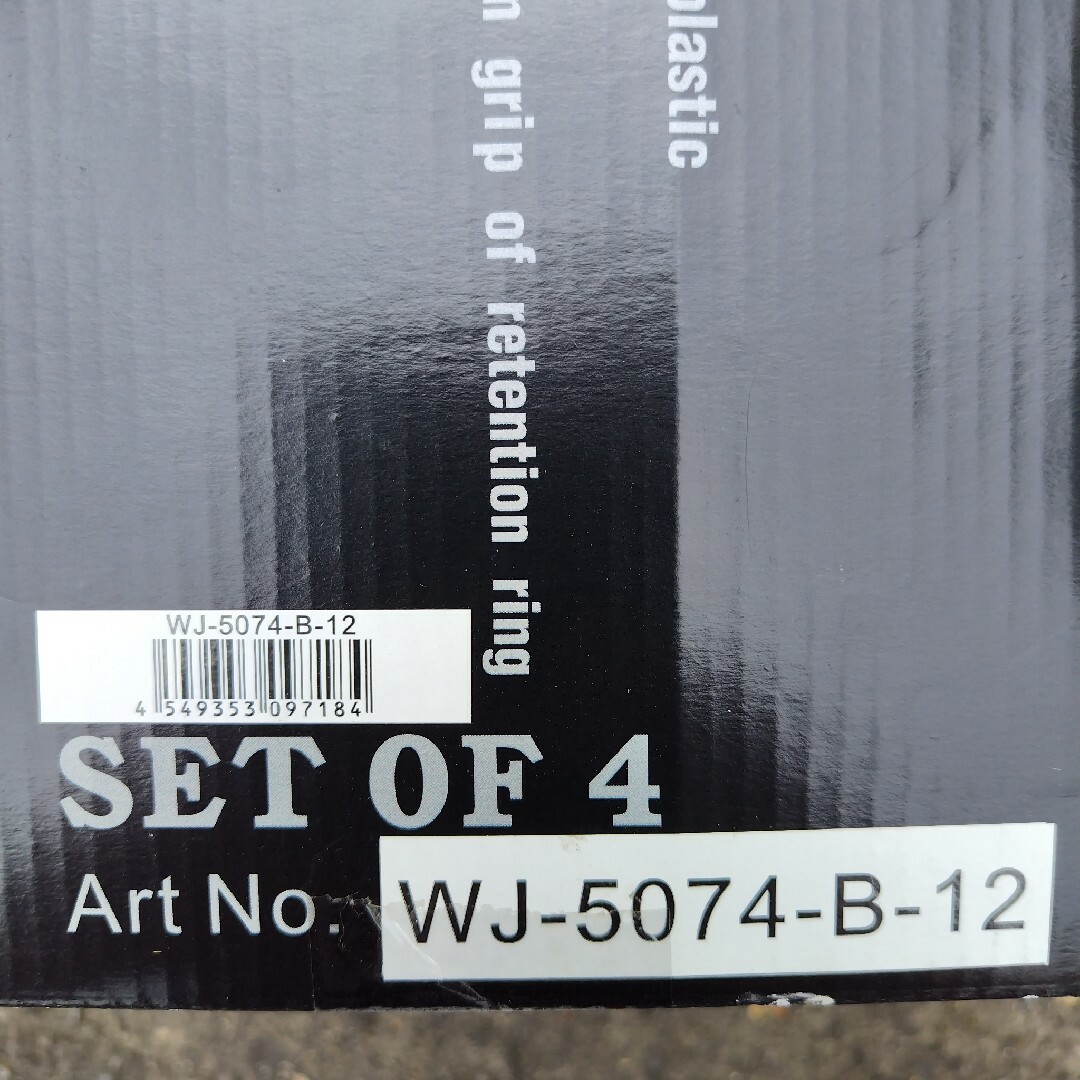 plastic
n grip of retention ring
WJ-5074-B-12
4 549353 097184
SET OF 4
Art No. WJ-5074-B-12